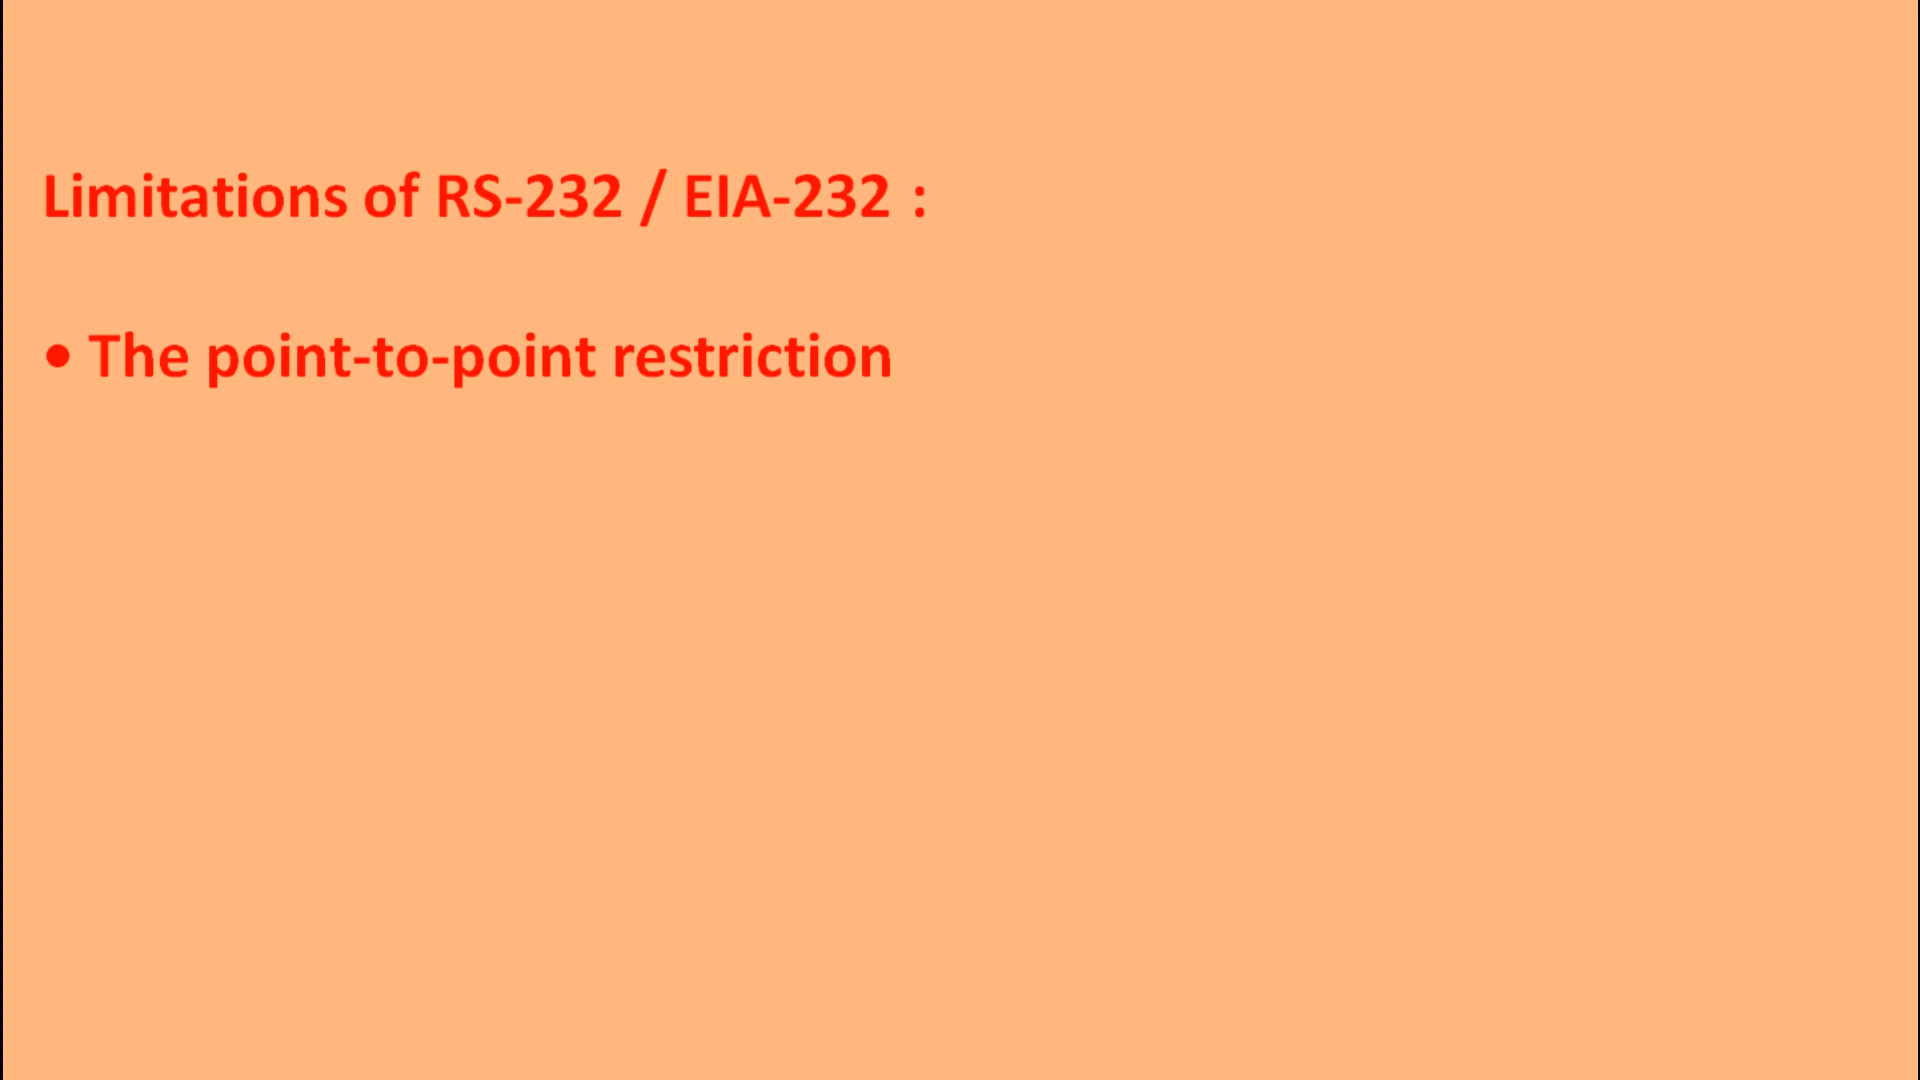 Limitations of RS-232 / EIA-232 :
• The point-to-point restriction